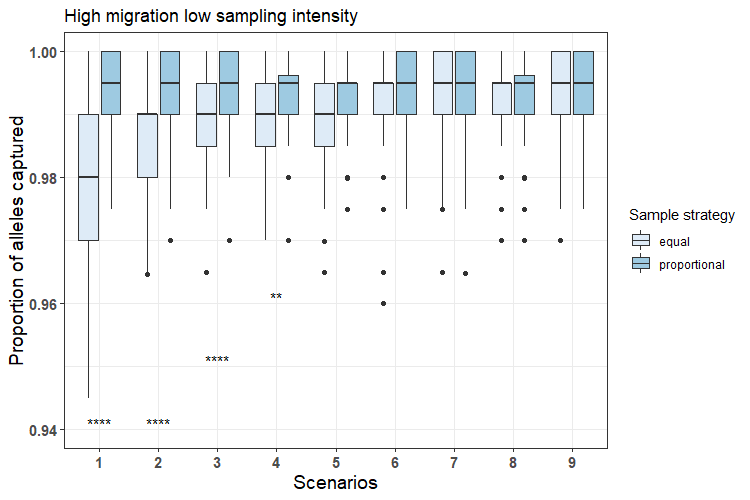 High migration low sampling intensity
Proportion of alleles captured
1.00
0.98
0.96
0.94
**
****
**** ****
1 2 3 4 5 6 7 8 9
Scenarios
Sample strategy
equal
proportional